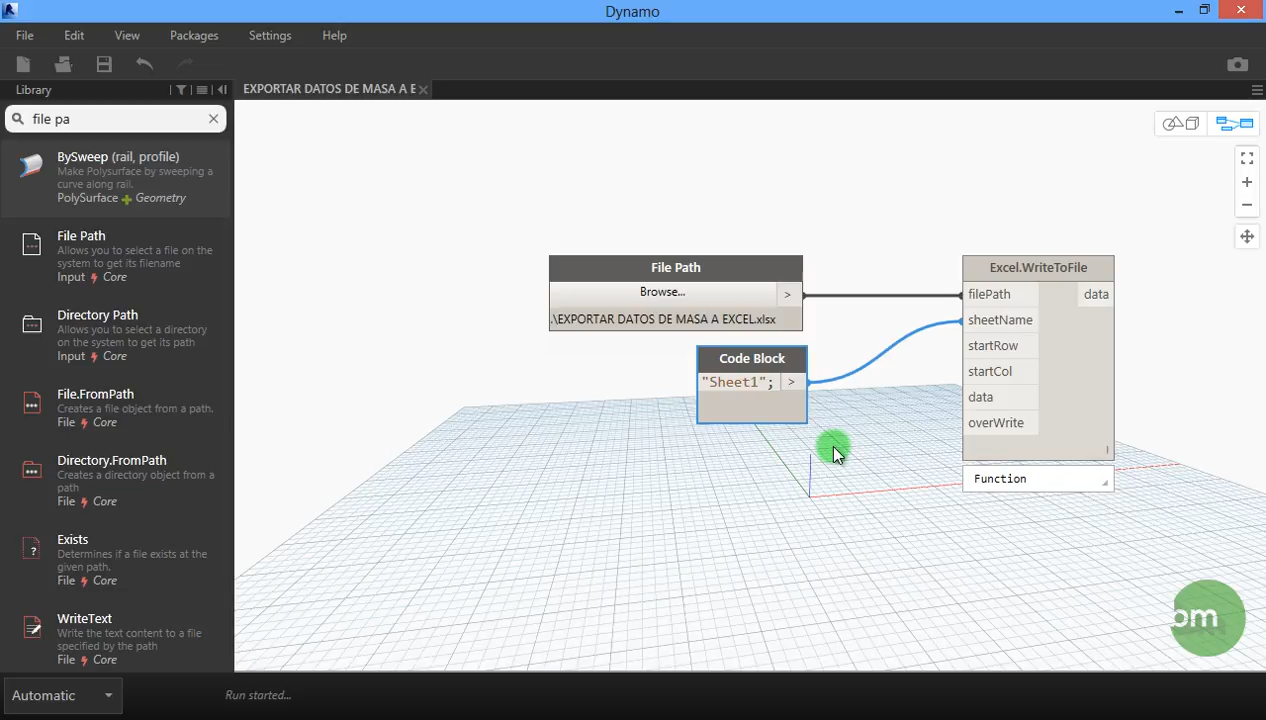 Dynamo
File Edit View Packages Settings Help
Library
EXPORTAR DATOS DE MASA A E
file pa
BySweep (rail, profile)
Make Polysurface by sweeping a
curve along rail.
PolySurface Geometry
File Path
Allows you to select a file on the
system to get its filename
Input Core
Directory Path
Allows you to select a directory
on the system to get its path
Input Core
File.FromPath
Creates a file object from a path.
File Core
Directory.FromPath
Creates a directory object from a
path
File Core
Exists
Determines if a file exists at the
given path.
File Core
WriteText
Write the text content to a file
specified by the path
File Core
File Path
Browse... >
.\EXPORTAR DATOS DE MASA A EXCEL.xlsx
Code Block
"Sheet1"; >
Excel.WriteToFile
filePath data
sheetName
startRow
startCol
data
overWrite
Function
om
Automatic
Run started...